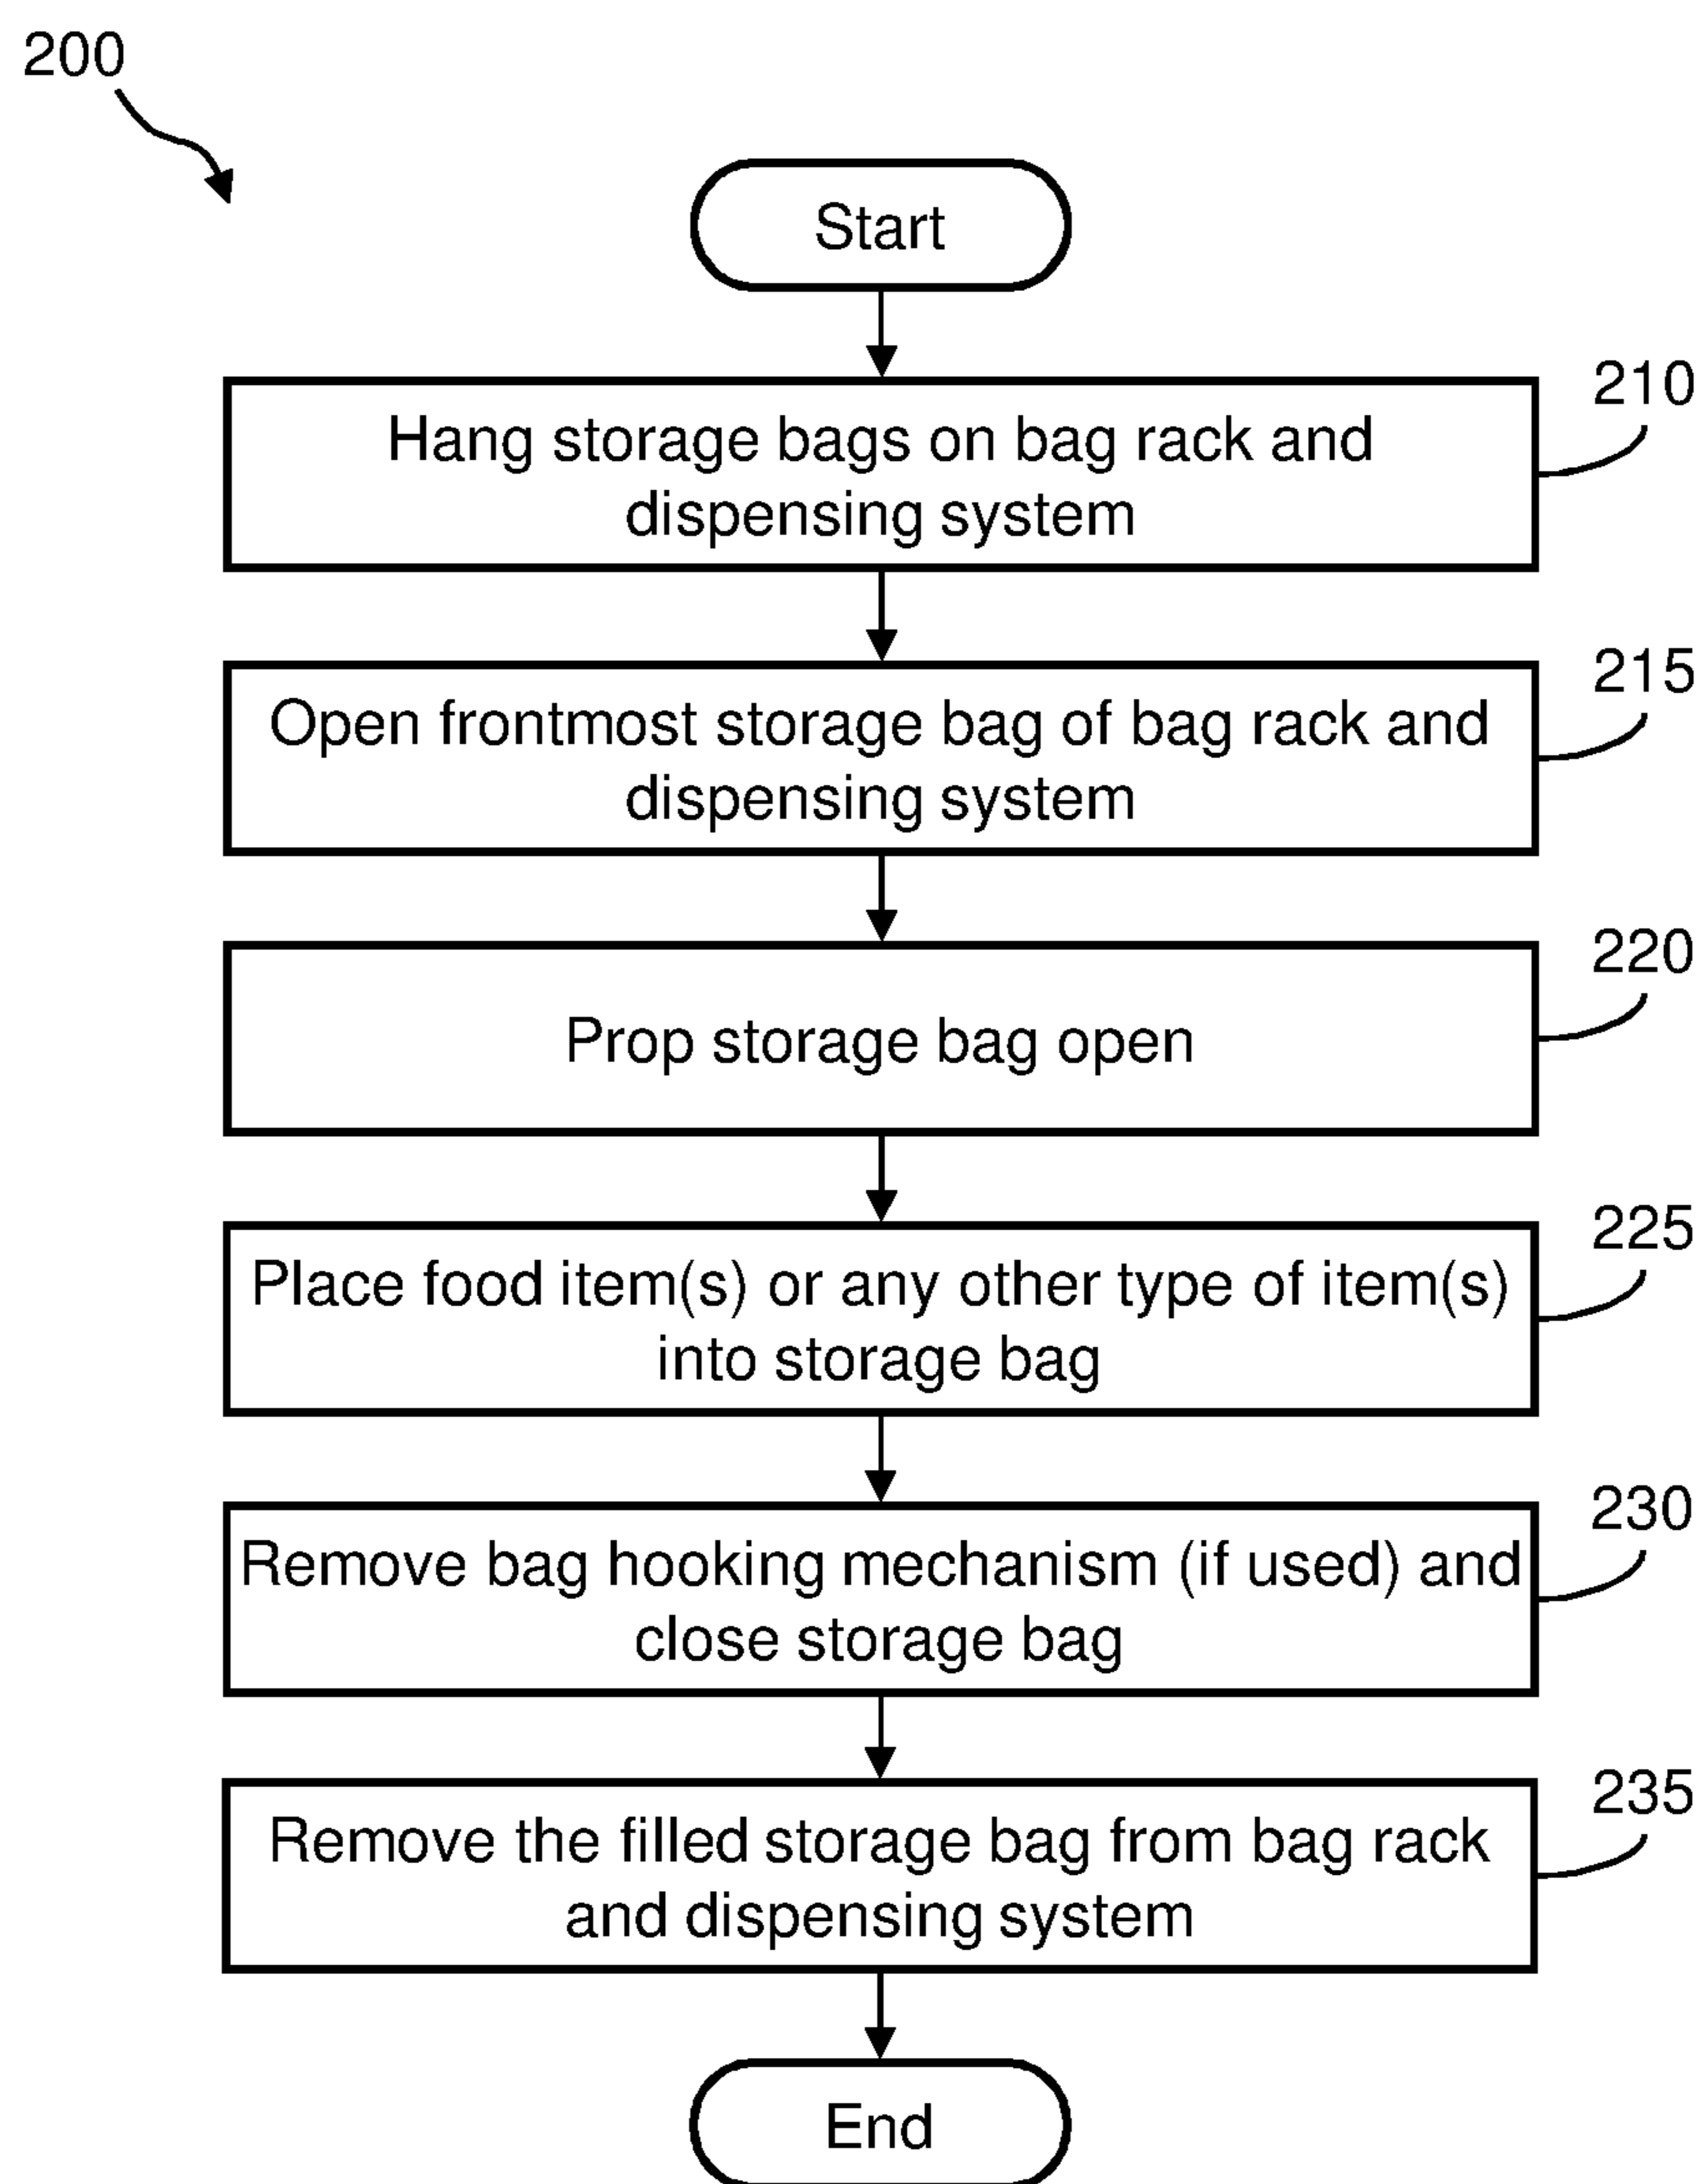 200
Start
210
Hang storage bags on bag rack and
dispensing system
215
Open frontmost storage bag of bag rack and
dispensing system
220
Prop storage bag open
225
Place food item(s) or any other type of item(s)
into storage bag
230
Remove bag hooking mechanism (if used) and
close storage bag
235
Remove the filled storage bag from bag rack
and dispensing system
End